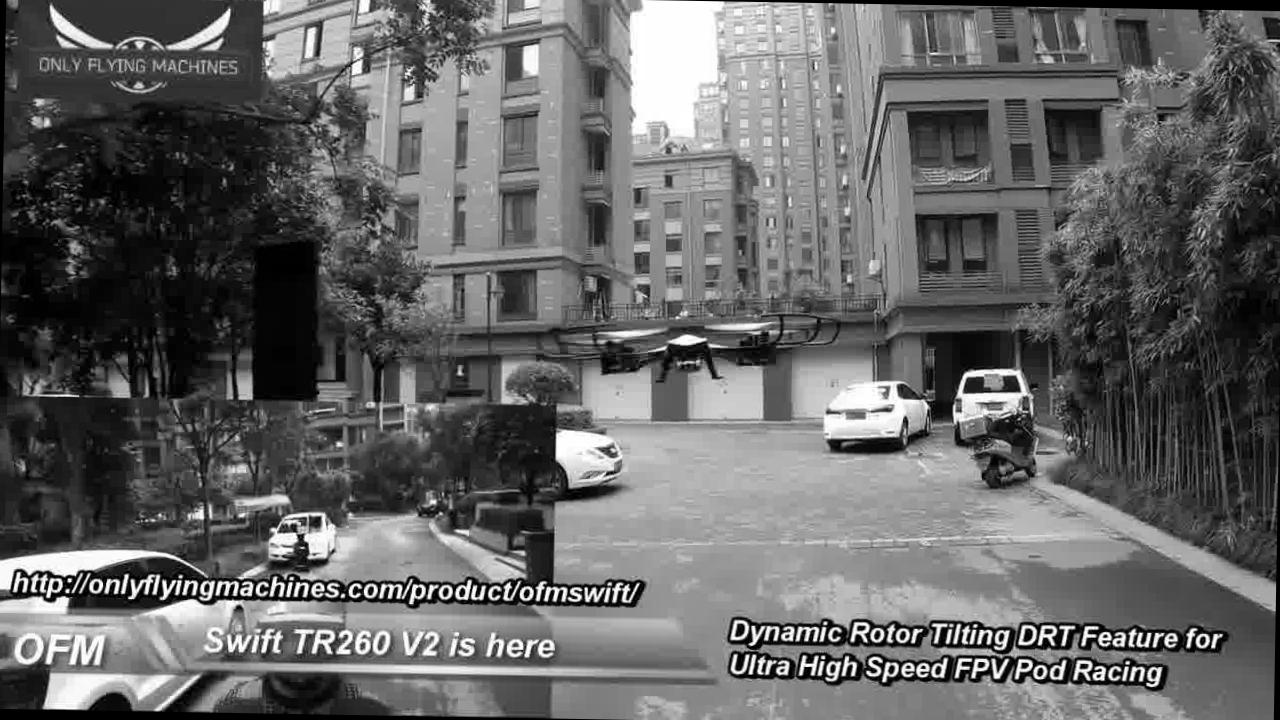 ONLY FLYING MACHINES
http://onlyflyingmachines.com/product/ofmswift/
OFM
Swift TR260 V2 is here
Dynamic Rotor Tilting DRT Feature for
Ultra High Speed FPV Pod Racing